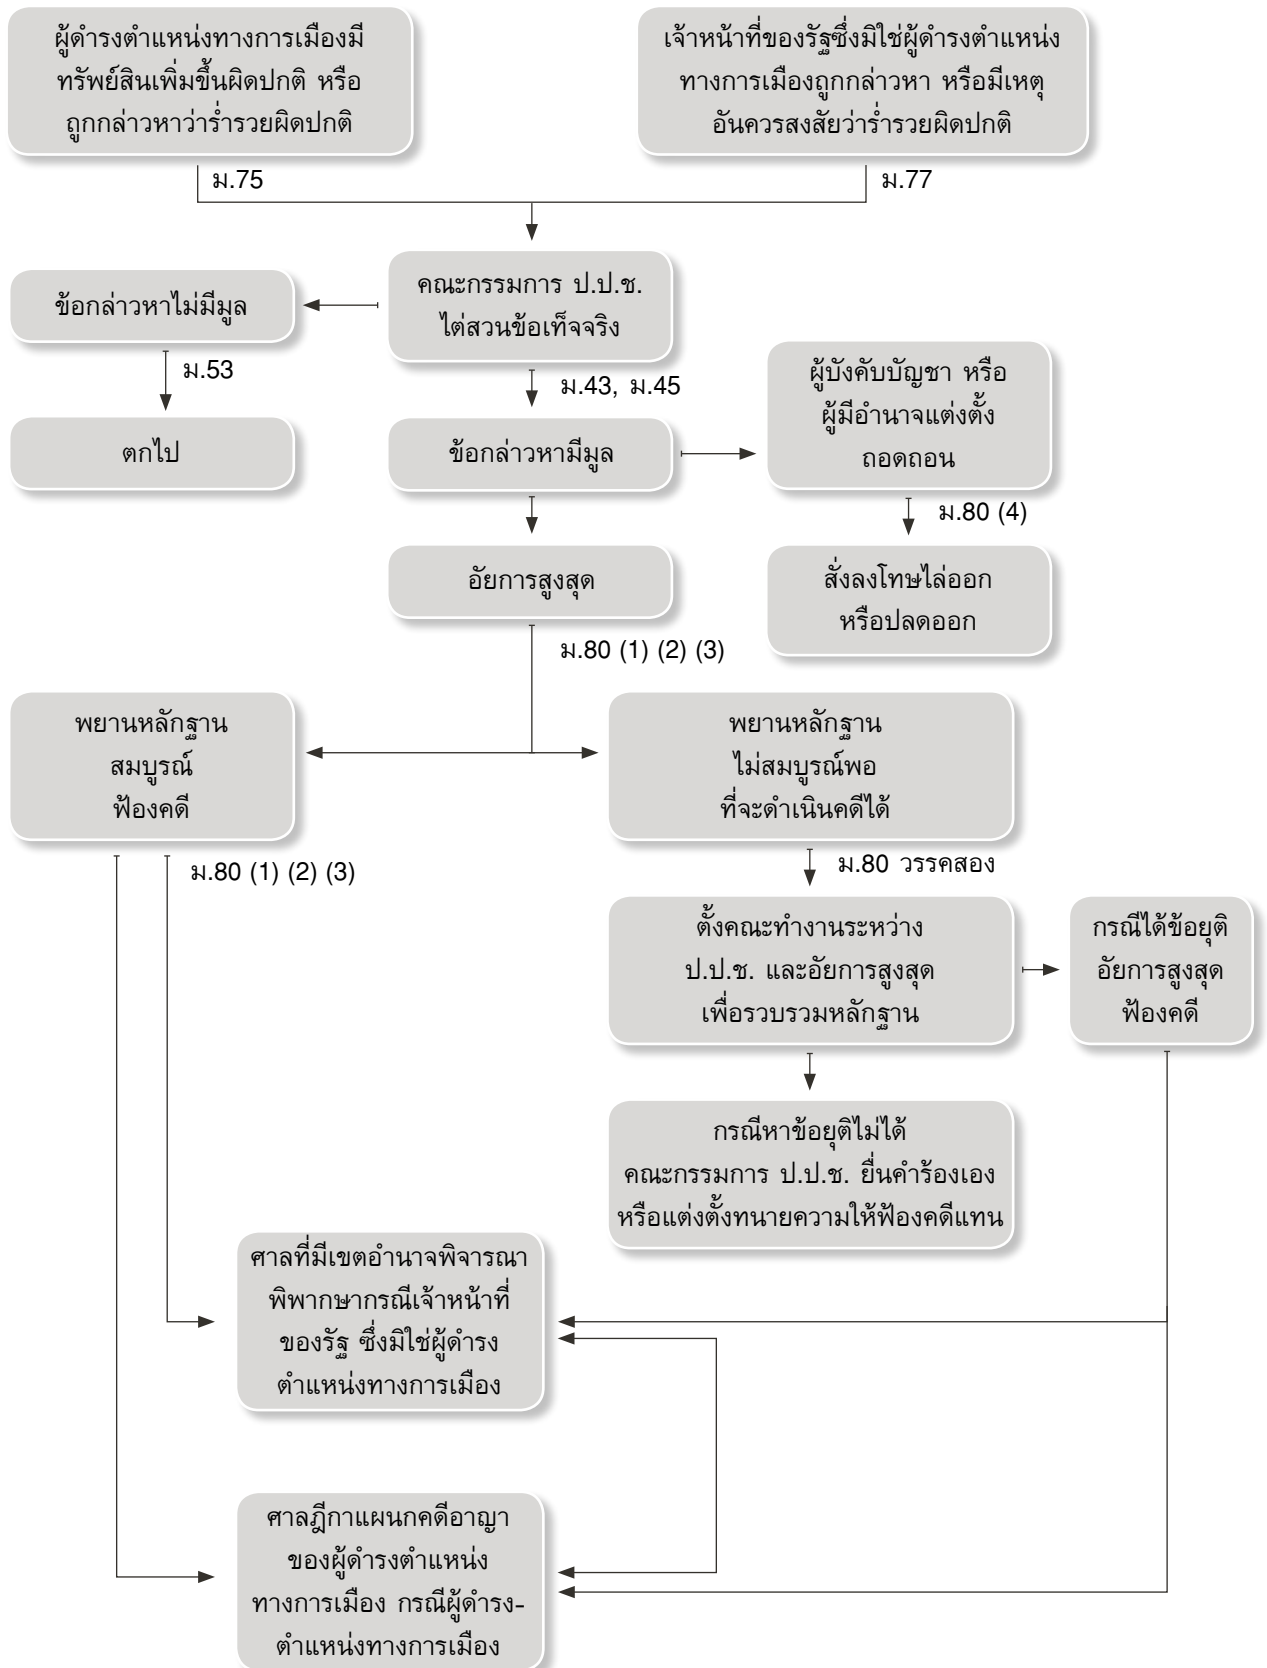 ผู้ดำรงตำแหน่งทางการเมืองมี
ทรัพย์สินเพิ่มขึ้นผิดปกติ หรือ
ถูกกล่าวหาว่าร่ำรวยผิดปกติ
เจ้าหน้าที่ของรัฐซึ่งมิใช่ผู้ดำรงตำแหน่ง
ทางการเมืองถูกกล่าวหา หรือมีเหตุ
อันควรสงสัยว่าร่ำรวยผิดปกติ
ม.75
ม.77
คณะกรรมการ ป.ป.ช.
ไต่สวนข้อเท็จจริง
ข้อกล่าวหาไม่มีมูล
ม.53
ม.43, ม.45
ผู้บังคับบัญชา หรือ
ผู้มีอำนาจแต่งตั้ง
ถอดถอน
ตกไป
ข้อกล่าวหามีมูล
ม.80 (4)
อัยการสูงสุด
สั่งลงโทษไล่ออก
หรือปลดออก
ม.80 (1) (2) (3)
พยานหลักฐาน
สมบูรณ์
ฟ้องคดี
พยานหลักฐาน
ไม่สมบูรณ์พอ
ที่จะดำเนินคดีได้
ม.80 (1) (2) (3)
ม.80 วรรคสอง
ตั้งคณะทำงานระหว่าง
ป.ป.ช. และอัยการสูงสุด
เพื่อรวบรวมหลักฐาน
กรณีได้ข้อยุติ
อัยการสูงสุด
ฟ้องคดี
กรณีหาข้อยุติไม่ได้
คณะกรรมการ ป.ป.ช. ยื่นคำร้องเอง
หรือแต่งตั้งทนายความให้ฟ้องคดีแทน
ศาลที่มีเขตอำนาจพิจารณา
พิพากษากรณีเจ้าหน้าที่
ของรัฐ ซึ่งมิใช่ผู้ดำรง
ตำแหน่งทางการเมือง
ศาลฎีกาแผนกคดีอาญา
ของผู้ดำรงตำแหน่ง
ทางการเมือง กรณีผู้ดำรง-
ตำแหน่งทางการเมือง